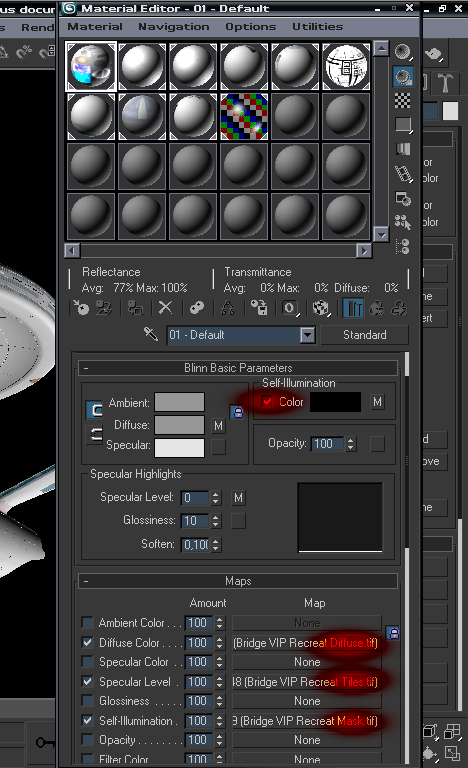 us docum
Material Editor - 01 - Default
s Rend
Material Navigation Options Utilities
Reflectance Transmittance
Avg: 77% Max: 100% Avg: 0% Max: 0% Diffuse: 0%
01 - Default Standard
- Blinn Basic Parameters
Self-Illumination
Ambient: Color M
Diffuse: M
Specular:
Opacity: 100
Specular Highlights
Specular Level: 0 M
Glossiness: 10
Soften: 0,100
- Maps
Amount Map
Ambient Color . . . 100 None
Diffuse Color . . . . 100 (Bridge VIP Recreat Diffuse.tif)
Specular Color . . 100 None
Specular Level . . 100 38 (Bridge VIP Recreat Tiles.tif)
Glossiness . . . . . 100 None
Self-Illumination . 100 3 (Bridge VIP Recreat Mask.tif)
Opacity . . . . . . . . 100 None
Filter Color 100 None
or
olor
or
olor
ne
ert
d
ove
ne